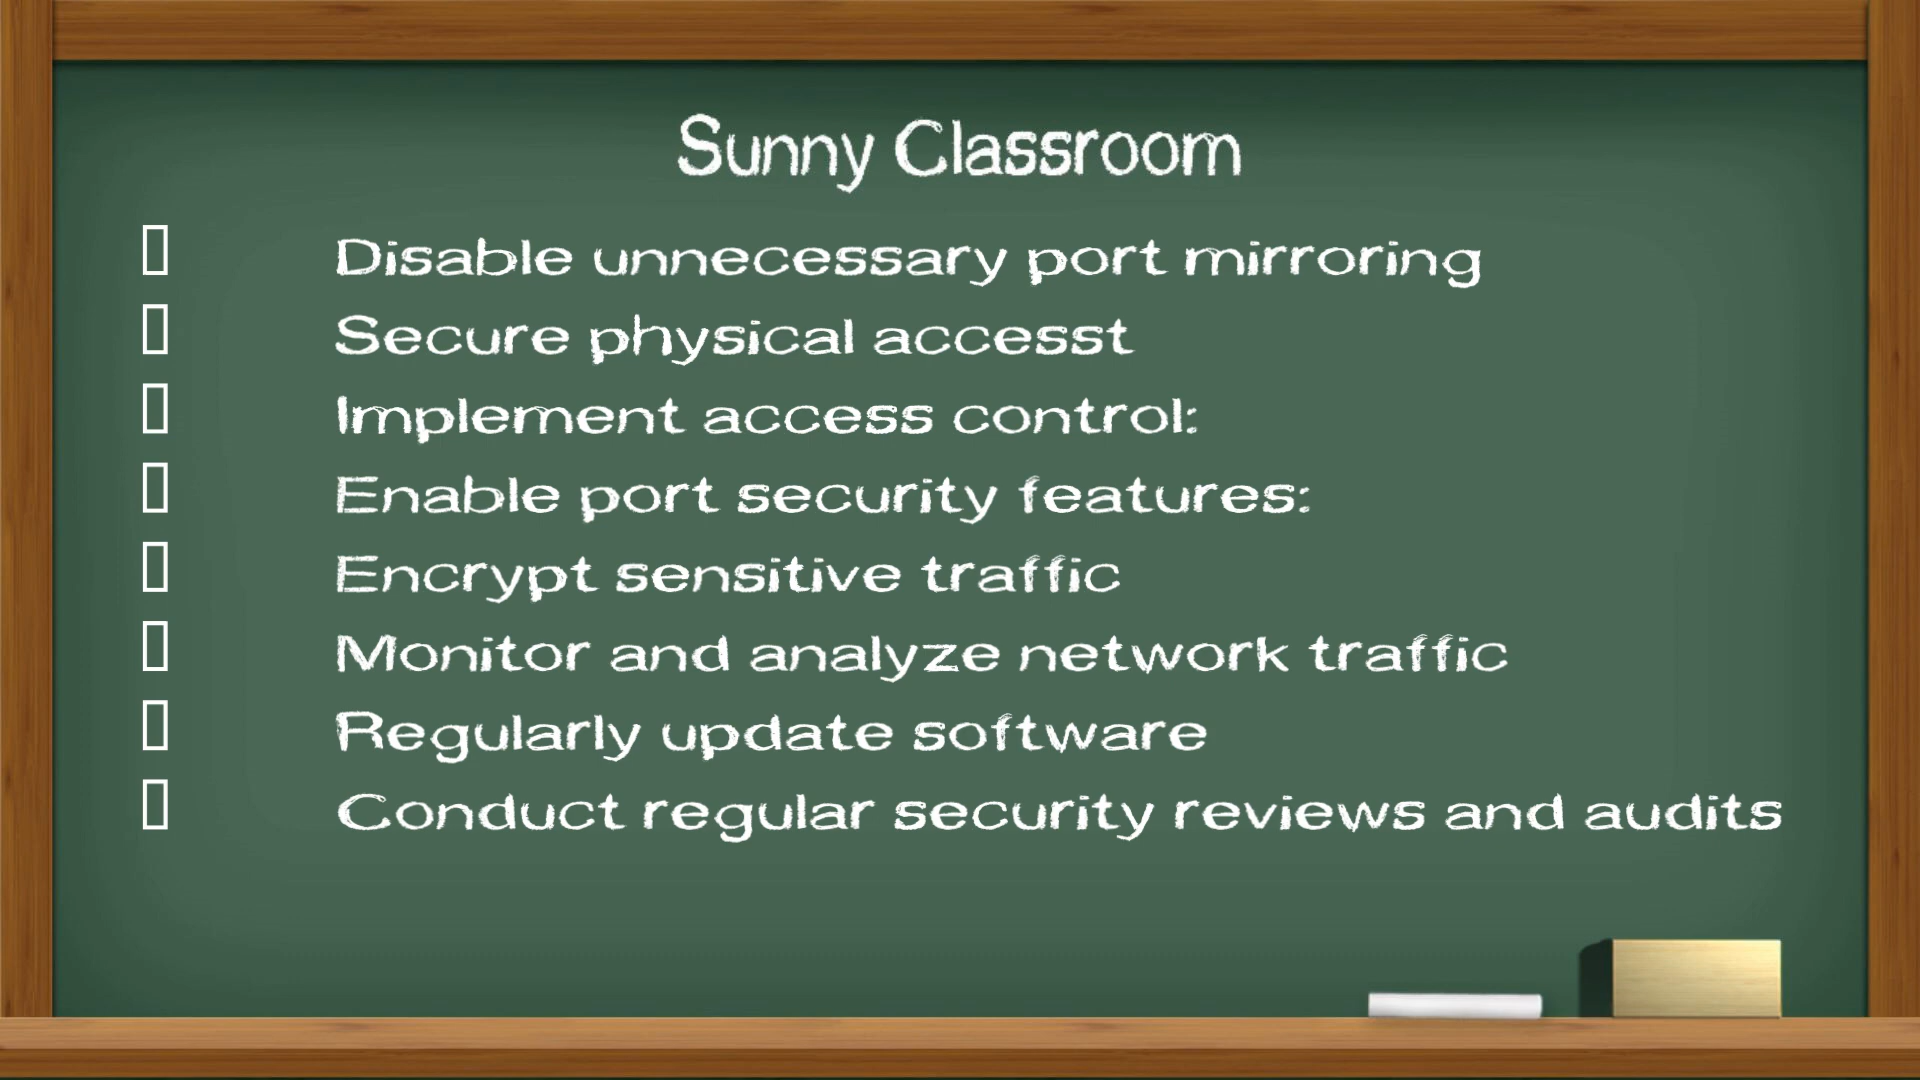 Sunny Classroom
Disable unnecessary port mirroring
Secure physical accesst
Implement access control:
Enable port security features:
Encrypt sensitive traffic
Monitor and analyze network traffic
Regularly update software
Conduct regular security reviews and audits